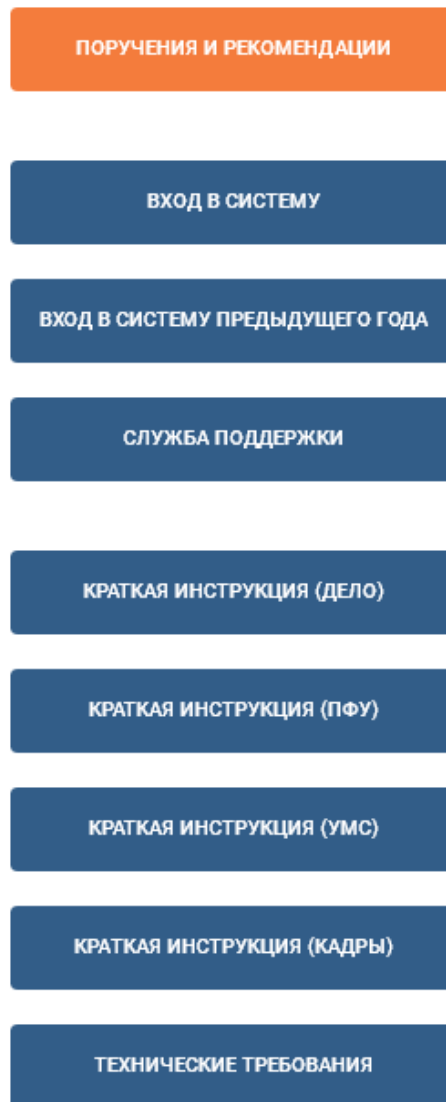 ПОРУЧЕНИЯ И РЕКОМЕНДАЦИИ
ВХОД В СИСТЕМУ
ВХОД В СИСТЕМУ ПРЕДЫДУЩЕГО ГОДА
СЛУЖБА ПОДДЕРЖКИ
КРАТКАЯ ИНСТРУКЦИЯ (ДЕЛО)
КРАТКАЯ ИНСТРУКЦИЯ (ПФУ)
КРАТКАЯ ИНСТРУКЦИЯ (УМС)
КРАТКАЯ ИНСТРУКЦИЯ (КАДРЫ)
ТЕХНИЧЕСКИЕ ТРЕБОВАНИЯ